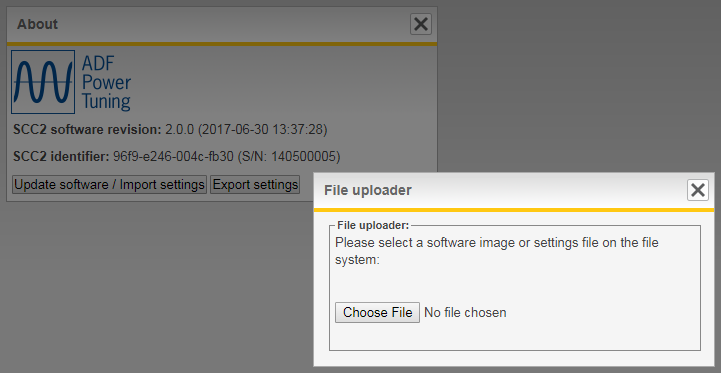 About
ADF
Power
Tuning
SCC2 software revision: 2.0.0 (2017-06-30 13:37:28)
SCC2 identifier: 96f9-e246-004c-fb30 (S/N: 140500005)
Update software / Import settings Export settings
File uploader
File uploader:
Please select a software image or settings file on the file
system:
Choose File No file chosen